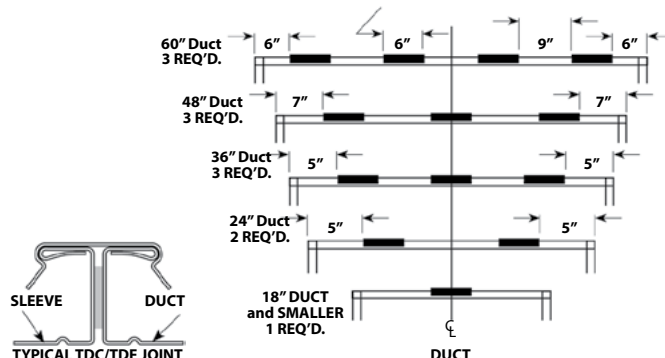 60” Duct
3 REQ’D.
6” 6” 9” 6”
48” Duct
3 REQ’D.
7” 7”
36” Duct
3 REQ’D.
5” 5”
24” Duct
2 REQ’D.
5” 5”
18” DUCT
and SMALLER
1 REQ’D.
℄
SLEEVE DUCT
TYPICAL TDC/TDF JOINT
DUCT